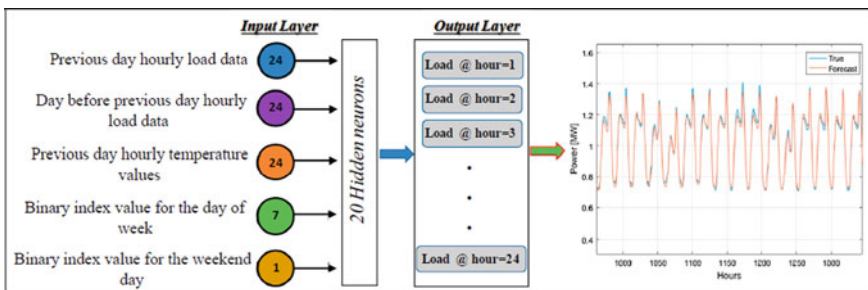 Input Layer
Previous day hourly load data
24
Day before previous day hourly
load data
24
Previous day hourly temperature
values
24
Binary index value for the day of
week
7
Binary index value for the weekend
day
1
20 Hidden neurons
Output Layer
Load @ hour=1
Load @ hour=2
Load @ hour=3
Load @ hour=24
True
Forecast
Power [MW]
1.6
1.4
1.2
1
0.8
0.6
0.4
1000
1050
1100
1150
1200
1250
1300
Hours